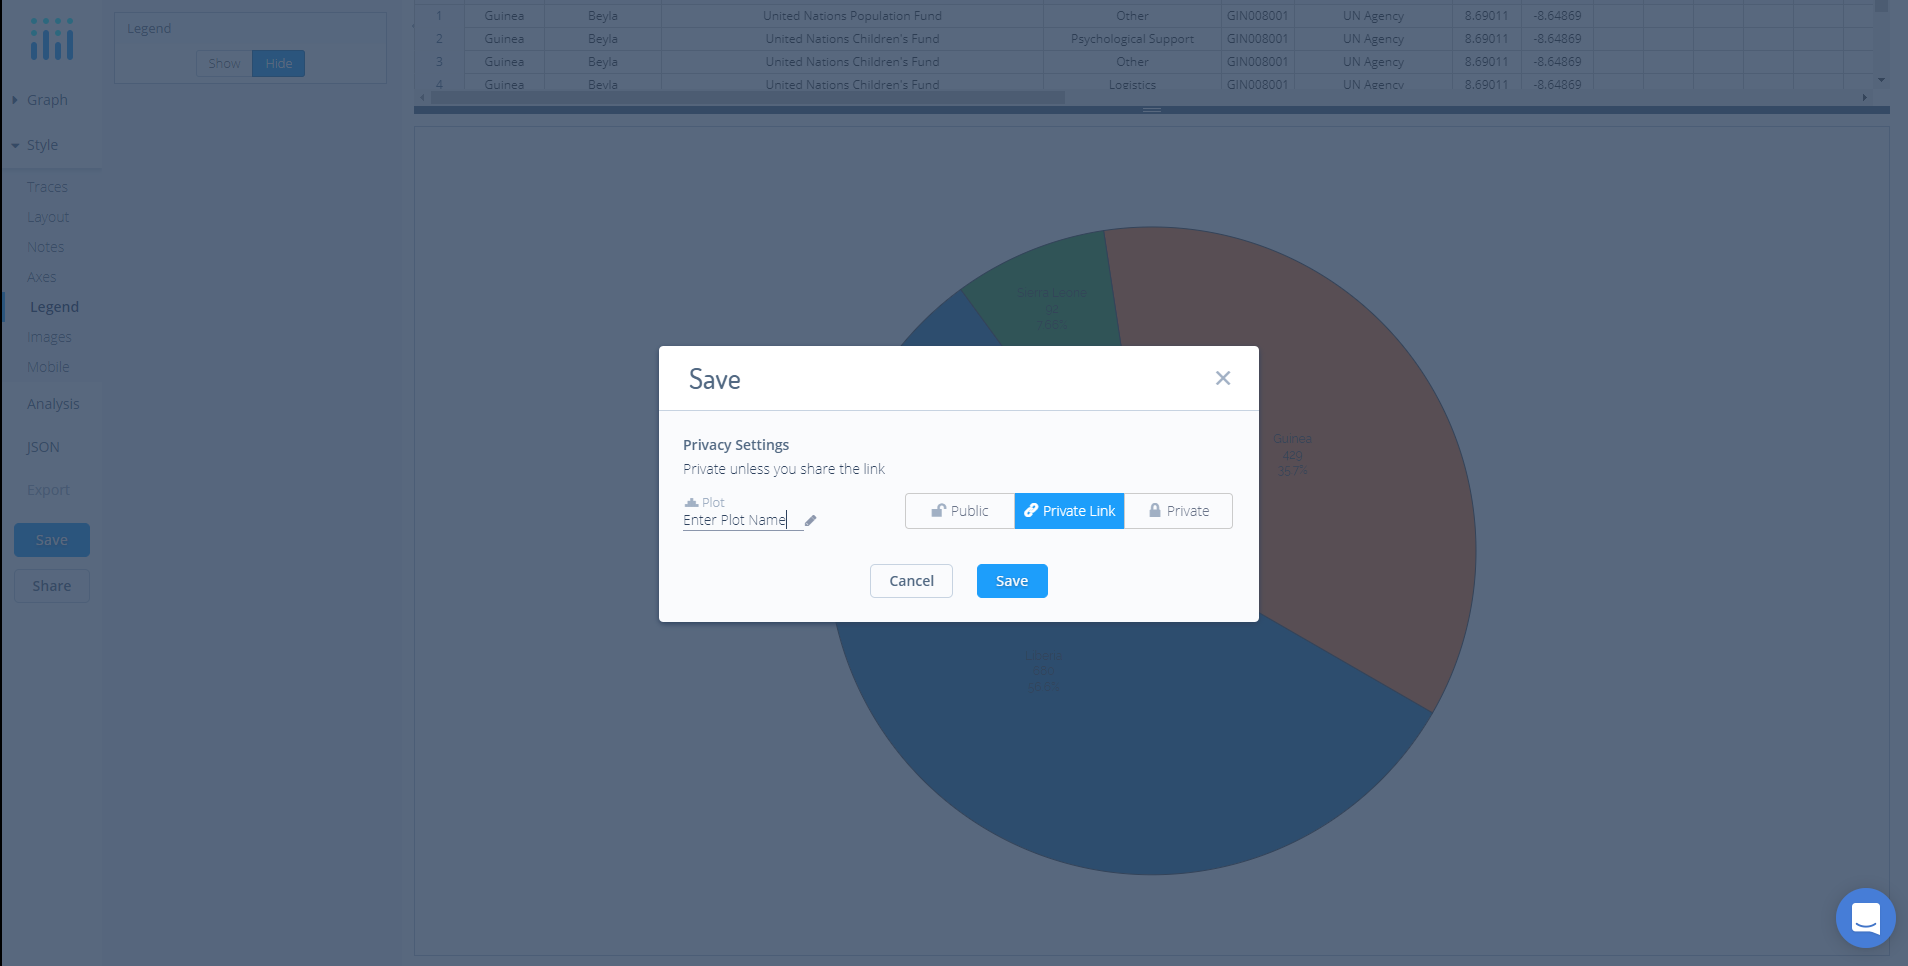 Legend
Show Hide
Graph
Style
Traces
Layout
Notes
Axes
Legend
Images
Mobile
Analysis
JSON
Export
Save
Share
1 Guinea Beyla United Nations Population Fund Other GIN008001 UN Agency 8.69011 -8.64869
2 Guinea Beyla United Nations Children's Fund Psychological Support GIN008001 UN Agency 8.69011 -8.64869
3 Guinea Beyla United Nations Children's Fund Other GIN008001 UN Agency 8.69011 -8.64869
4 Guinea Beyla United Nations Children's Fund Logistics GIN008001 UN Agency 8.69011 -8.64869
Sierra Leone
92
7.66%
Guinea
429
35.7%
Save
Privacy Settings
Private unless you share the link
Plot
Enter Plot Name
Public Private Link Private
Cancel Save